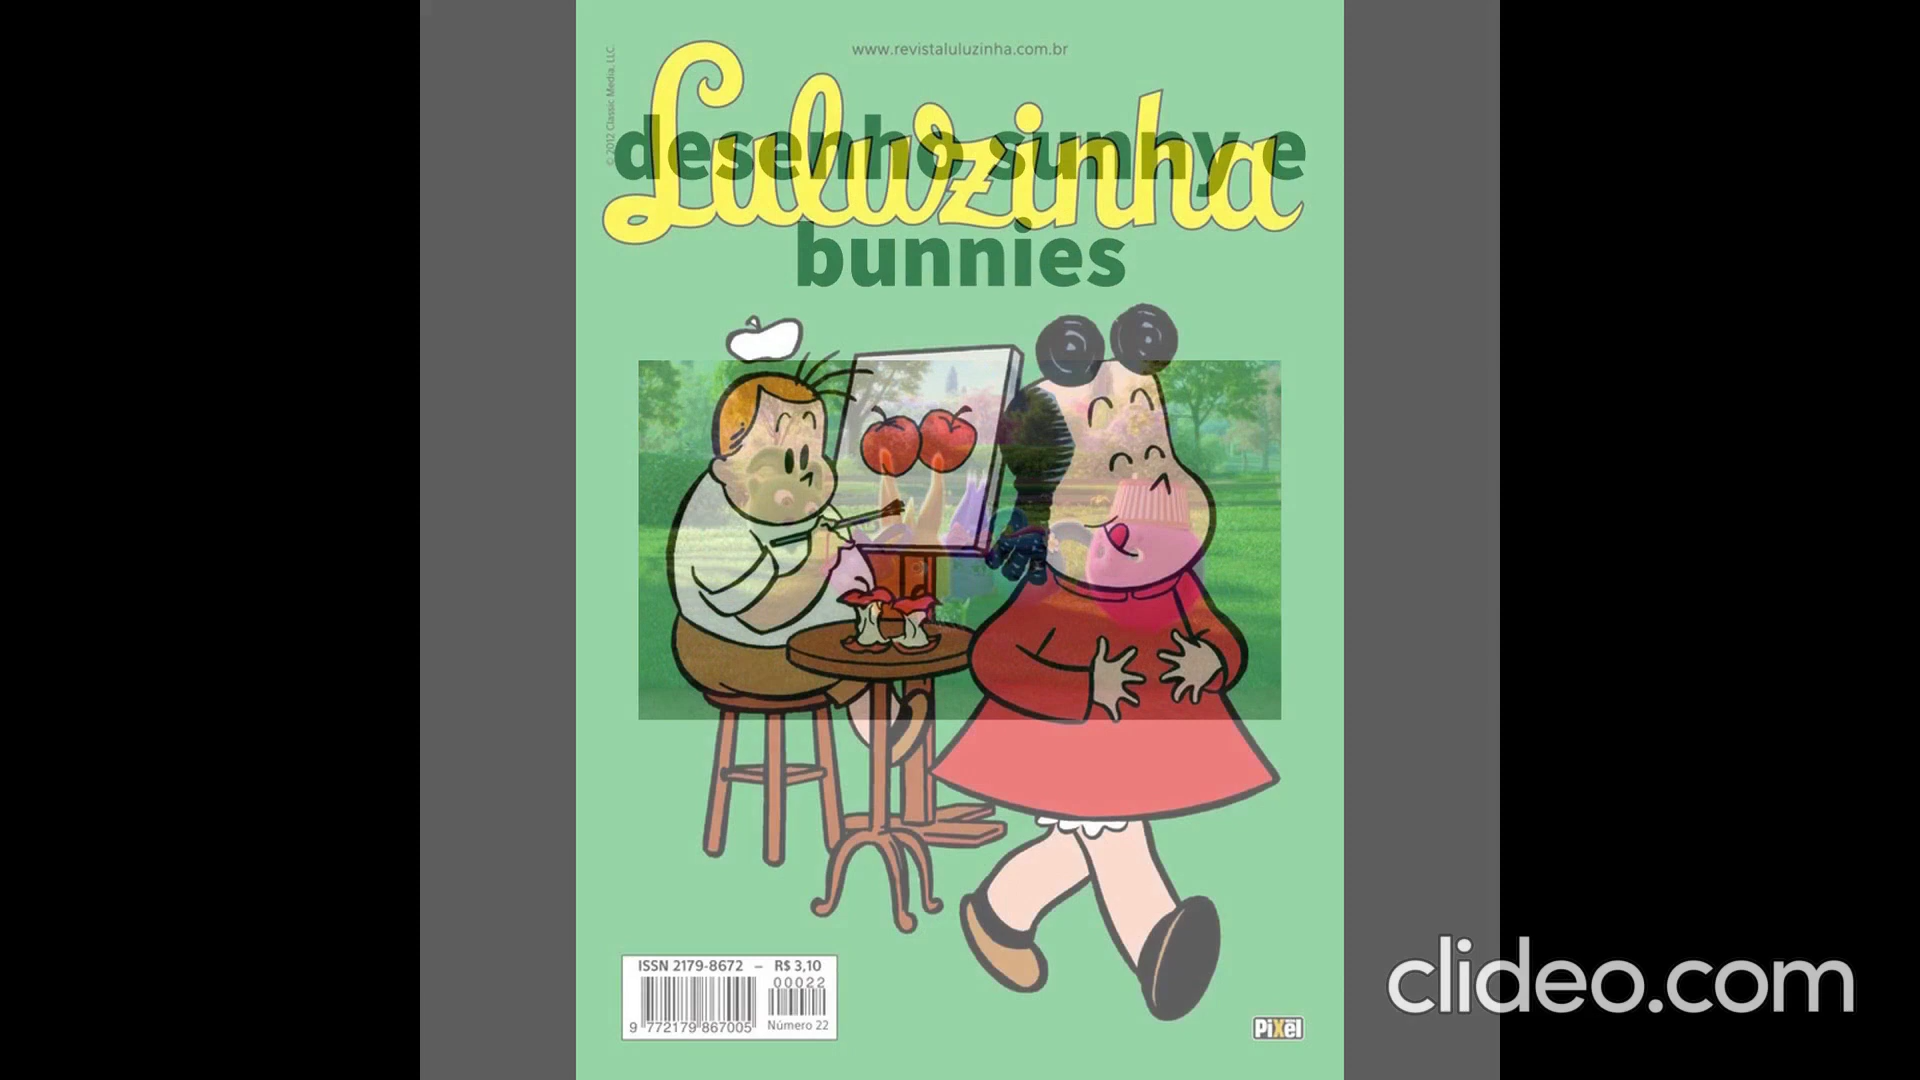 www.revistaluluzinha.com.br
© 2012 Classic Media, LLC.
Luluzinha
desenho sunny e
bunnies
ISSN 2179-8672 – R$ 3,10
00022
9 772179 867005
Número 22
PiXel
clideo.com